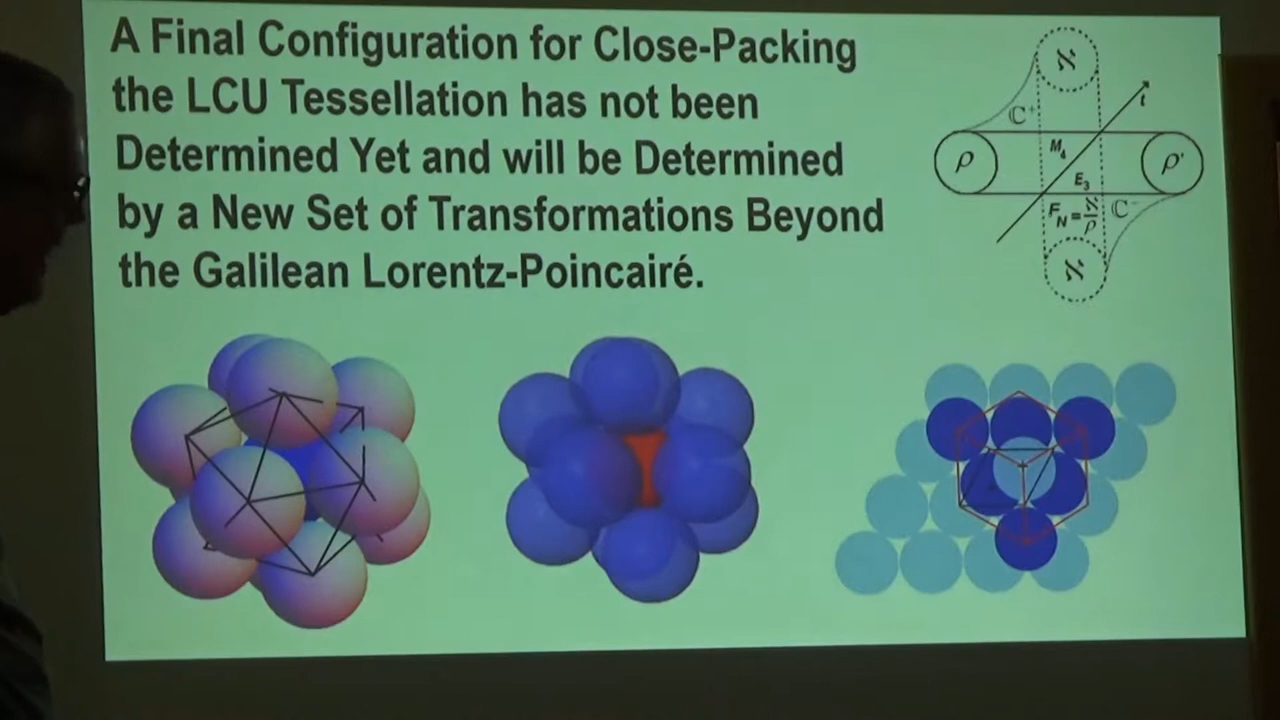 A Final Configuration for Close-Packing
the LCU Tessellation has not been
Determined Yet and will be Determined
by a New Set of Transformations Beyond
the Galilean Lorentz-Poincairé.
ℵ
t
ℂ⁺
ρ
M₄
ρ'
E₃
F_N = ℵ/ρ
ℂ⁻
ℵ